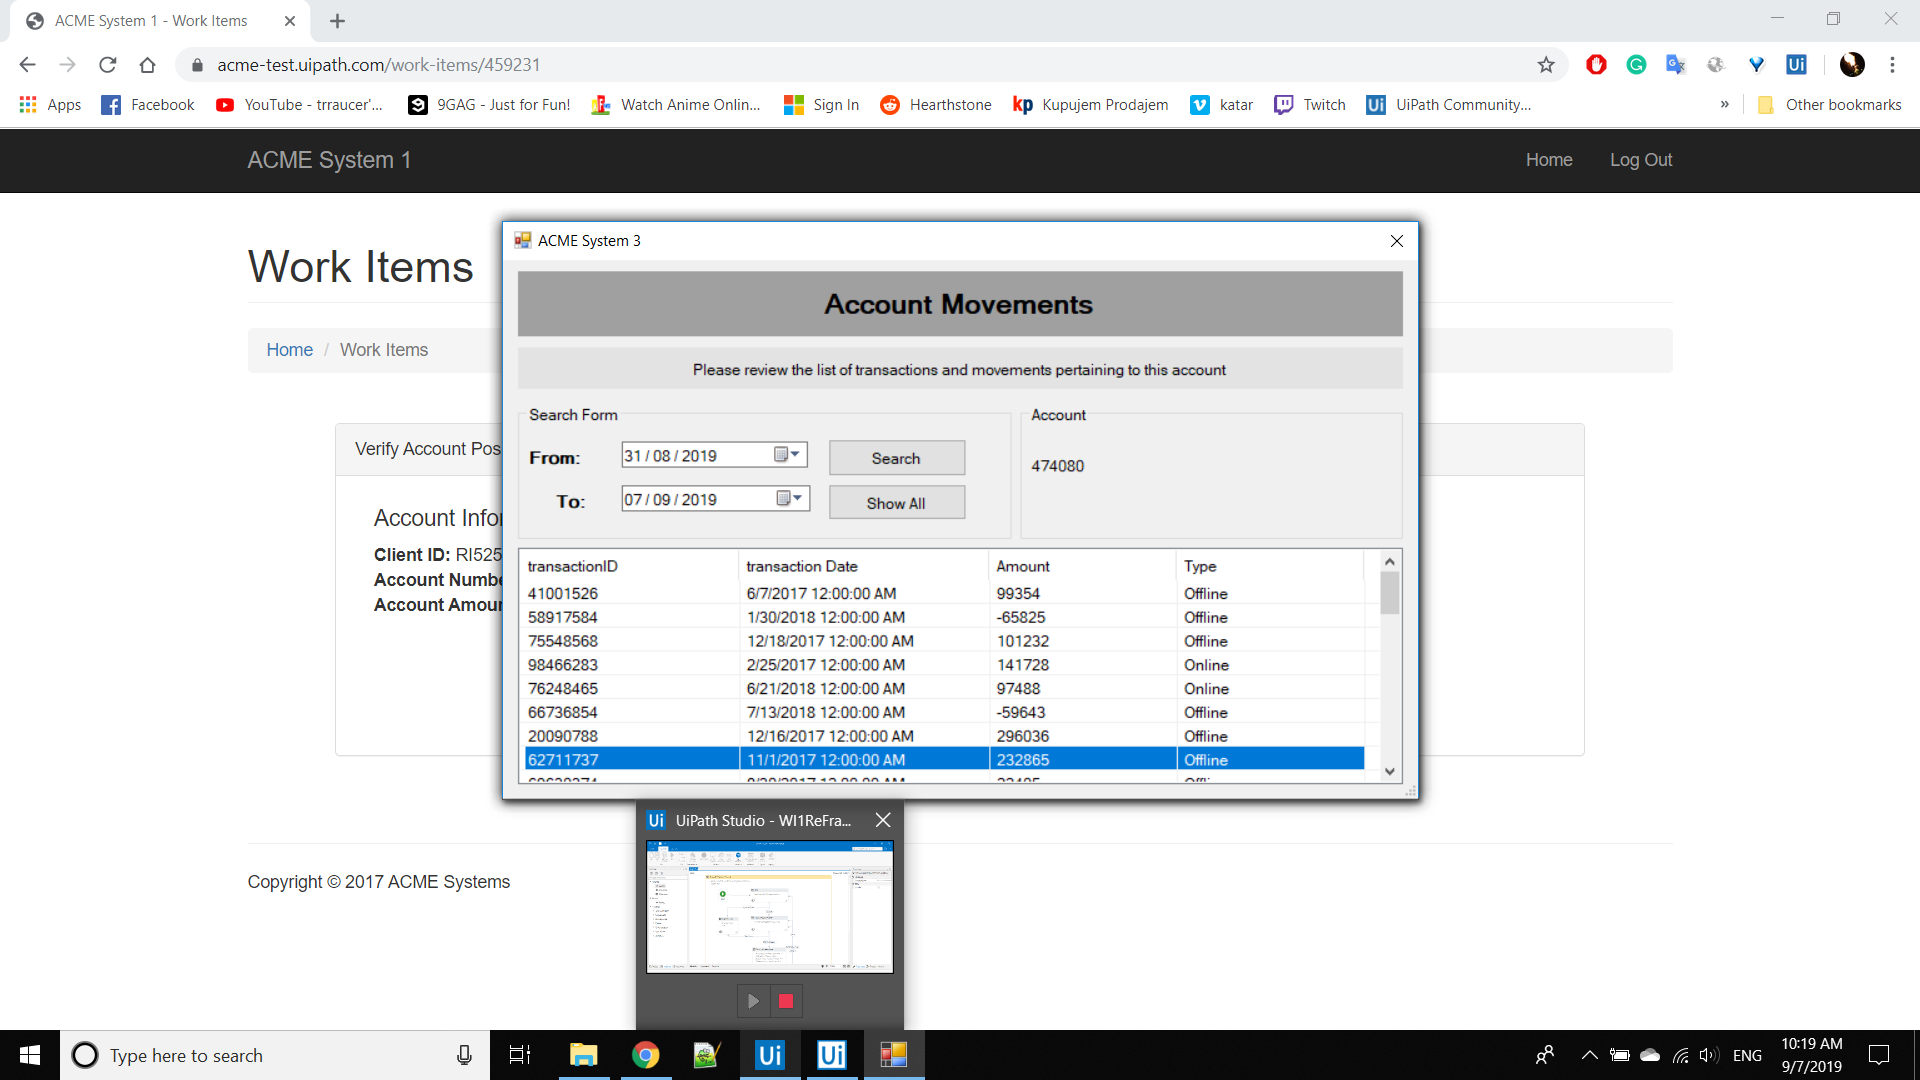 ACME System 1 - Work Items
acme-test.uipath.com/work-items/459231
Apps Facebook YouTube - trraucer'... 9GAG - Just for Fun! Watch Anime Onlin... Sign In Hearthstone Kupujem Prodajem katar Twitch UiPath Community... » Other bookmarks
ACME System 1 Home Log Out
Work Items
Home / Work Items
Verify Account Pos
Account Infor
Client ID: RI525
Account Numbe
Account Amour
ACME System 3
Account Movements
Please review the list of transactions and movements pertaining to this account
Search Form
From: 31 / 08 / 2019 Search
To: 07 / 09 / 2019 Show All
Account
474080
transactionID transaction Date Amount Type
41001526 6/7/2017 12:00:00 AM 99354 Offline
58917584 1/30/2018 12:00:00 AM -65825 Offline
75548568 12/18/2017 12:00:00 AM 101232 Offline
98466283 2/25/2017 12:00:00 AM 141728 Online
76248465 6/21/2018 12:00:00 AM 97488 Online
66736854 7/13/2018 12:00:00 AM -59643 Offline
20090788 12/16/2017 12:00:00 AM 296036 Offline
62711737 11/1/2017 12:00:00 AM 232865 Offline
Ui UiPath Studio - WI1ReFra...
Copyright © 2017 ACME Systems
Type here to search
ENG
10:19 AM
9/7/2019